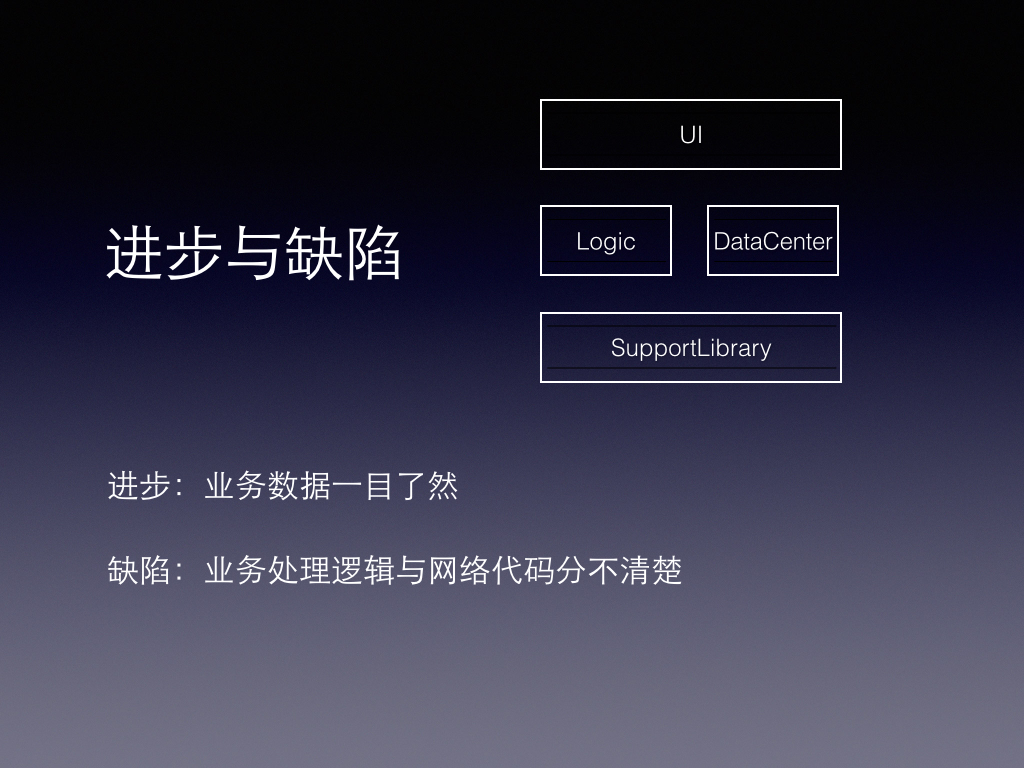 进步与缺陷
UI
Logic
DataCenter
SupportLibrary
进步：业务数据一目了然
缺陷：业务处理逻辑与网络代码分不清楚